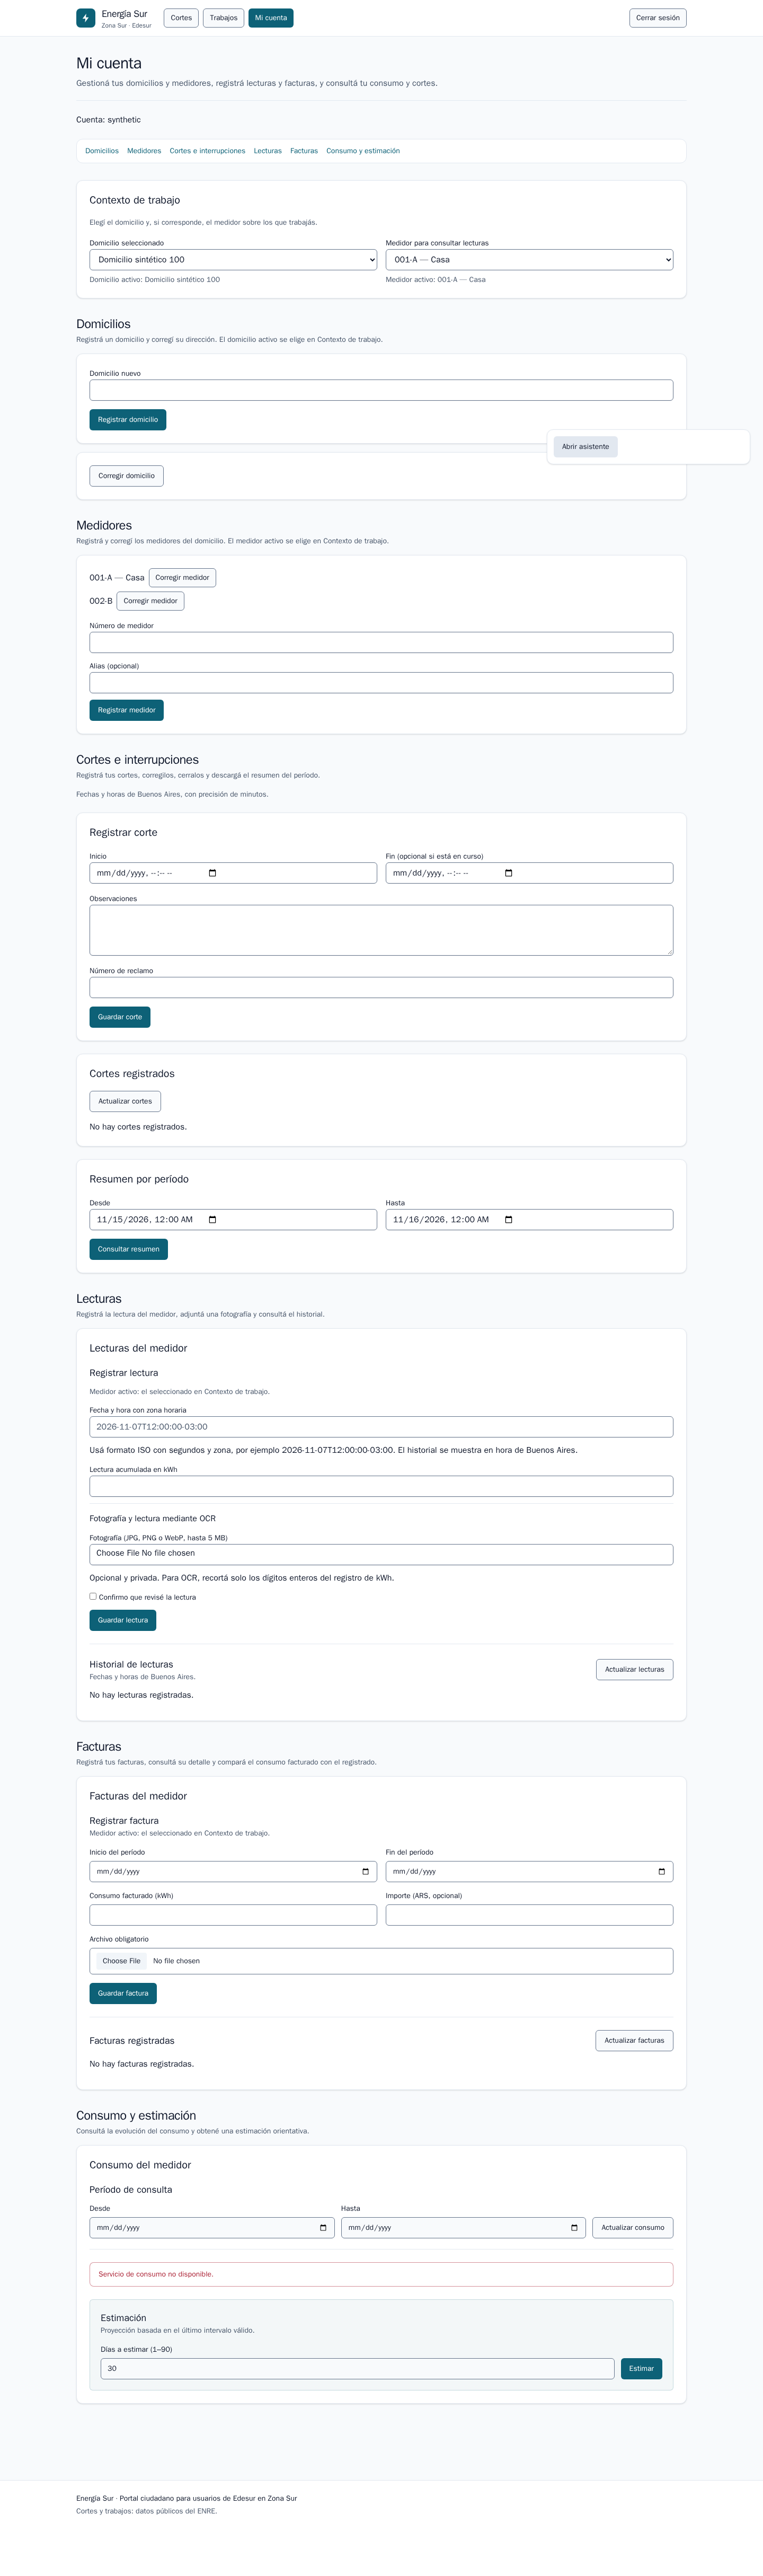 Energía Sur
Zona Sur · Edesur
Cortes
Trabajos
Mi cuenta
Cerrar sesión
Mi cuenta
Gestioná tus domicilios y medidores, registrá lecturas y facturas, y consultá tu consumo y cortes.
Cuenta: synthetic
Domicilios
Medidores
Cortes e interrupciones
Lecturas
Facturas
Consumo y estimación
Contexto de trabajo
Elegí el domicilio y, si corresponde, el medidor sobre los que trabajás.
Domicilio seleccionado
Medidor para consultar lecturas
Domicilio sintético 100
001-A — Casa
Domicilio activo: Domicilio sintético 100
Medidor activo: 001-A — Casa
Domicilios
Registrá un domicilio y corregí su dirección. El domicilio activo se elige en Contexto de trabajo.
Domicilio nuevo
Registrar domicilio
Abrir asistente
Corregir domicilio
Medidores
Registrá y corregí los medidores del domicilio. El medidor activo se elige en Contexto de trabajo.
001-A — Casa
Corregir medidor
002-B
Corregir medidor
Número de medidor
Alias (opcional)
Registrar medidor
Cortes e interrupciones
Registrá tus cortes, corregilos, cerralos y descargá el resumen del período.
Fechas y horas de Buenos Aires, con precisión de minutos.
Registrar corte
Inicio
Fin (opcional si está en curso)
mm/dd/yyyy, --:-- --
mm/dd/yyyy, --:-- --
Observaciones
Número de reclamo
Guardar corte
Cortes registrados
Actualizar cortes
No hay cortes registrados.
Resumen por período
Desde
Hasta
11/15/2026, 12:00 AM
11/16/2026, 12:00 AM
Consultar resumen
Lecturas
Registrá la lectura del medidor, adjuntá una fotografía y consultá el historial.
Lecturas del medidor
Registrar lectura
Medidor activo: el seleccionado en Contexto de trabajo.
Fecha y hora con zona horaria
2026-11-07T12:00:00-03:00
Usá formato ISO con segundos y zona, por ejemplo 2026-11-07T12:00:00-03:00. El historial se muestra en hora de Buenos Aires.
Lectura acumulada en kWh
Fotografía y lectura mediante OCR
Fotografía (JPG, PNG o WebP, hasta 5 MB)
Choose File No file chosen
Opcional y privada. Para OCR, recortá solo los dígitos enteros del registro de kWh.
Confirmo que revisé la lectura
Guardar lectura
Historial de lecturas
Fechas y horas de Buenos Aires.
Actualizar lecturas
No hay lecturas registradas.
Facturas
Registrá tus facturas, consultá su detalle y compará el consumo facturado con el registrado.
Facturas del medidor
Registrar factura
Medidor activo: el seleccionado en Contexto de trabajo.
Inicio del período
Fin del período
mm/dd/yyyy
mm/dd/yyyy
Consumo facturado (kWh)
Importe (ARS, opcional)
Archivo obligatorio
Choose File No file chosen
Guardar factura
Facturas registradas
Actualizar facturas
No hay facturas registradas.
Consumo y estimación
Consultá la evolución del consumo y obtené una estimación orientativa.
Consumo del medidor
Período de consulta
Desde
Hasta
mm/dd/yyyy
mm/dd/yyyy
Actualizar consumo
Servicio de consumo no disponible.
Estimación
Proyección basada en el último intervalo válido.
Días a estimar (1–90)
30
Estimar
Energía Sur · Portal ciudadano para usuarios de Edesur en Zona Sur
Cortes y trabajos: datos públicos del ENRE.